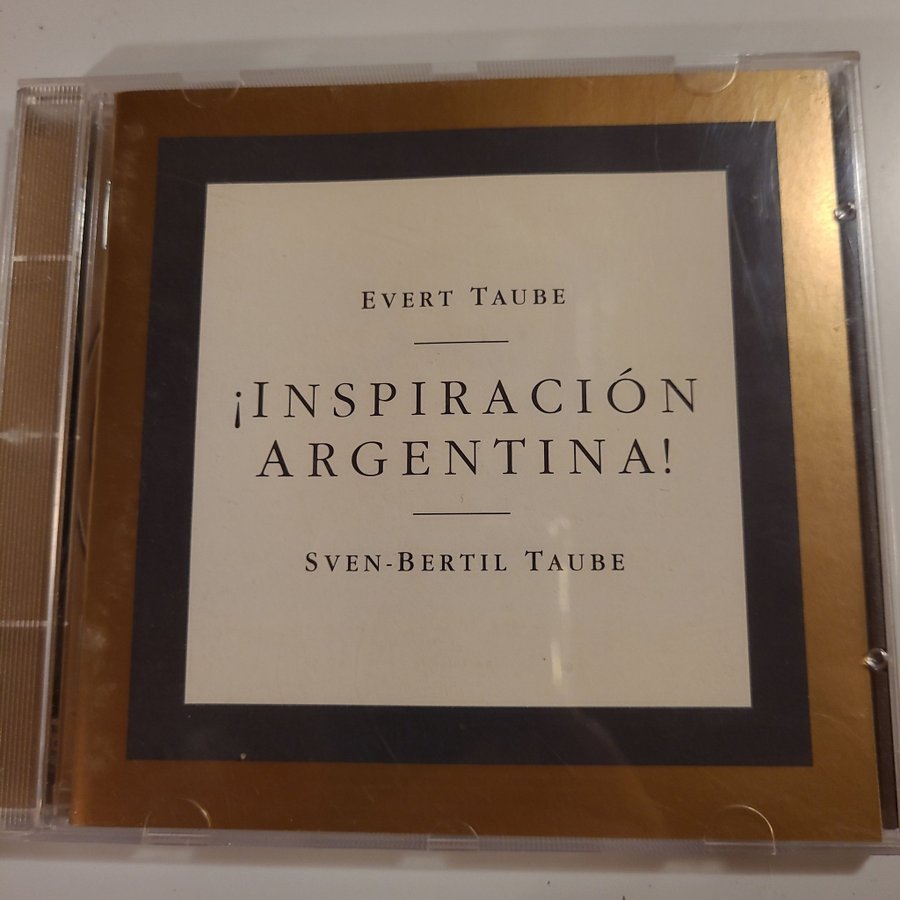 EVERT TAUBE
¡INSPIRACIÓN
ARGENTINA!
SVEN-BERTIL TAUBE